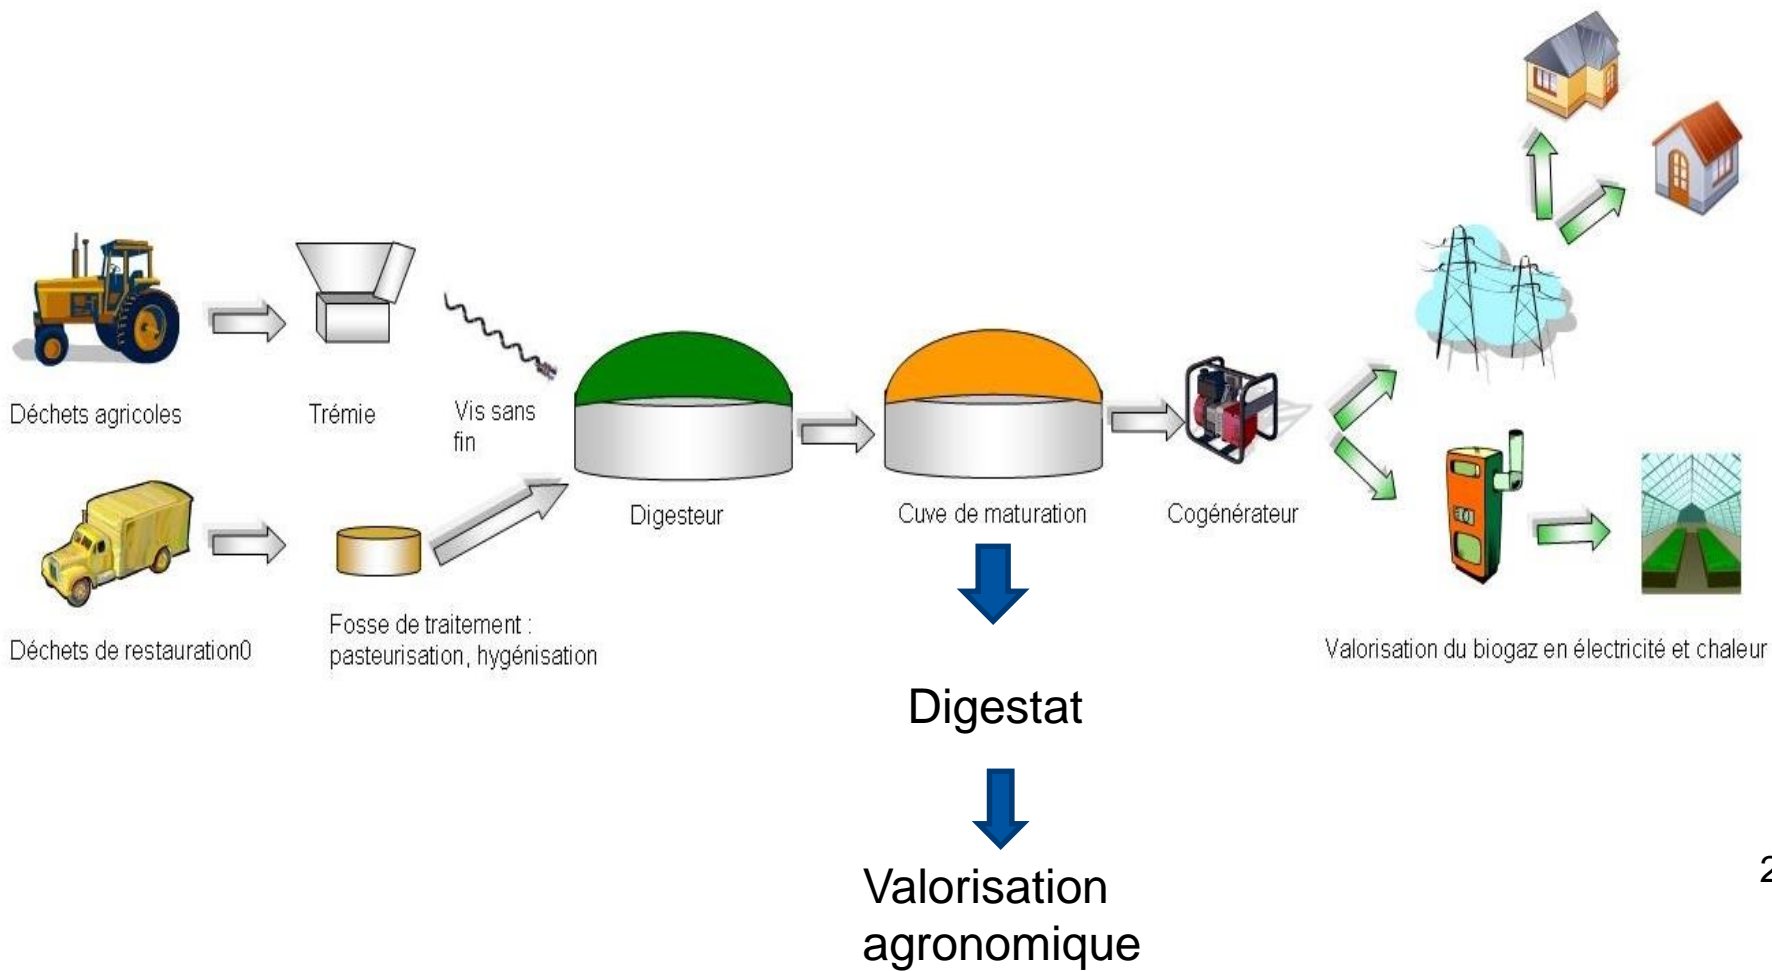 Déchets agricoles
Trémie
Vis sans
fin
Digesteur
Cuve de maturation
Cogénérateur
Déchets de restauration0
Fosse de traitement :
pasteurisation, hygénisation
Valorisation du biogaz en électricité et chaleur
Digestat
Valorisation
agronomique
2